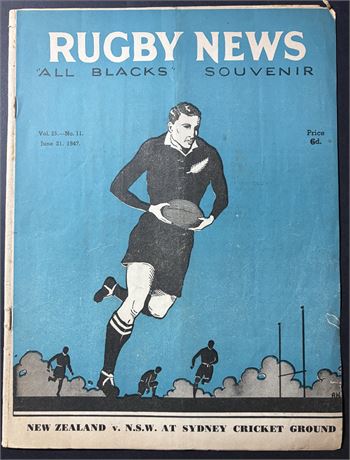 RUGBY NEWS
"ALL BLACKS" SOUVENIR
Vol. 25.—No. 11.
June 21, 1947.
Price
6d.
NEW ZEALAND v. N.S.W. AT SYDNEY CRICKET GROUND